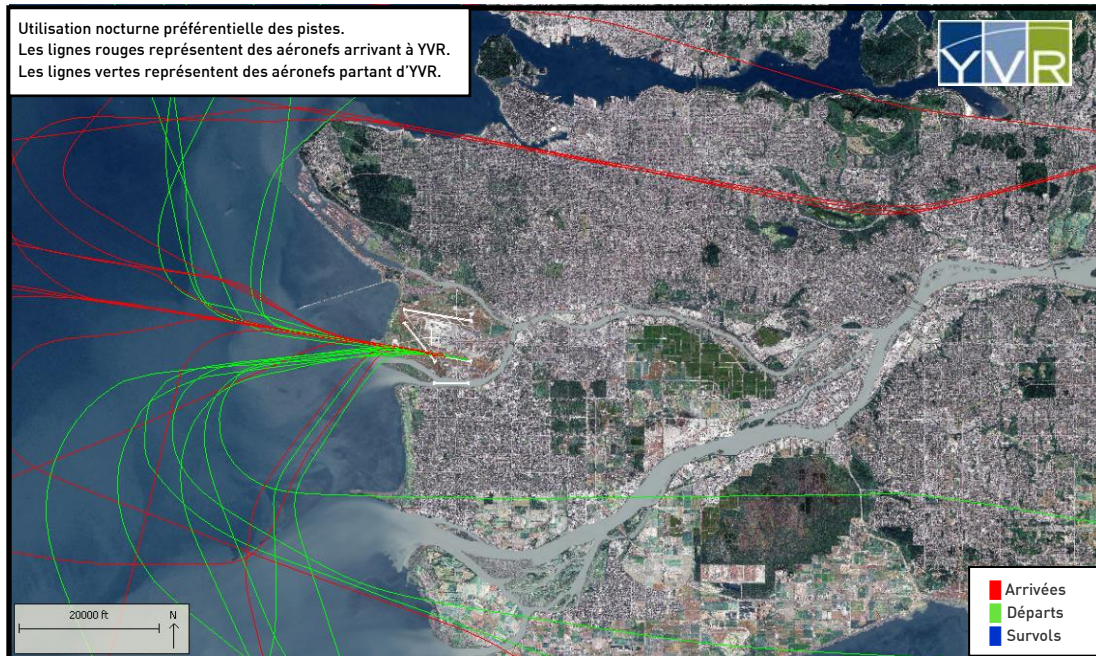 Utilisation nocturne préférentielle des pistes.
Les lignes rouges représentent des aéronefs arrivant à YVR.
Les lignes vertes représentent des aéronefs partant d'YVR.
YVR
20000 ft
N
Arrivées
Départs
Survols